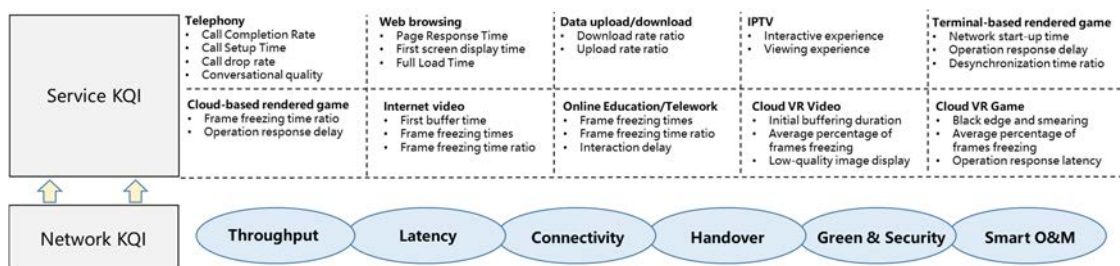 Service KQI
Telephony
• Call Completion Rate
• Call Setup Time
• Call drop rate
• Conversational quality
Web browsing
• Page Response Time
• First screen display time
• Full Load Time
Data upload/download
• Download rate ratio
• Upload rate ratio
IPTV
• Interactive experience
• Viewing experience
Terminal-based rendered game
• Network start-up time
• Operation response delay
• Desynchronization time ratio
Cloud-based rendered game
• Frame freezing time ratio
• Operation response delay
Internet video
• First buffer time
• Frame freezing times
• Frame freezing time ratio
Online Education/Telework
• Frame freezing times
• Frame freezing time ratio
• Interaction delay
Cloud VR Video
• Initial buffering duration
• Average percentage of
frames freezing
• Low-quality image display
Cloud VR Game
• Black edge and smearing
• Average percentage of
frames freezing
• Operation response latency
Network KQI
Throughput
Latency
Connectivity
Handover
Green & Security
Smart O&M